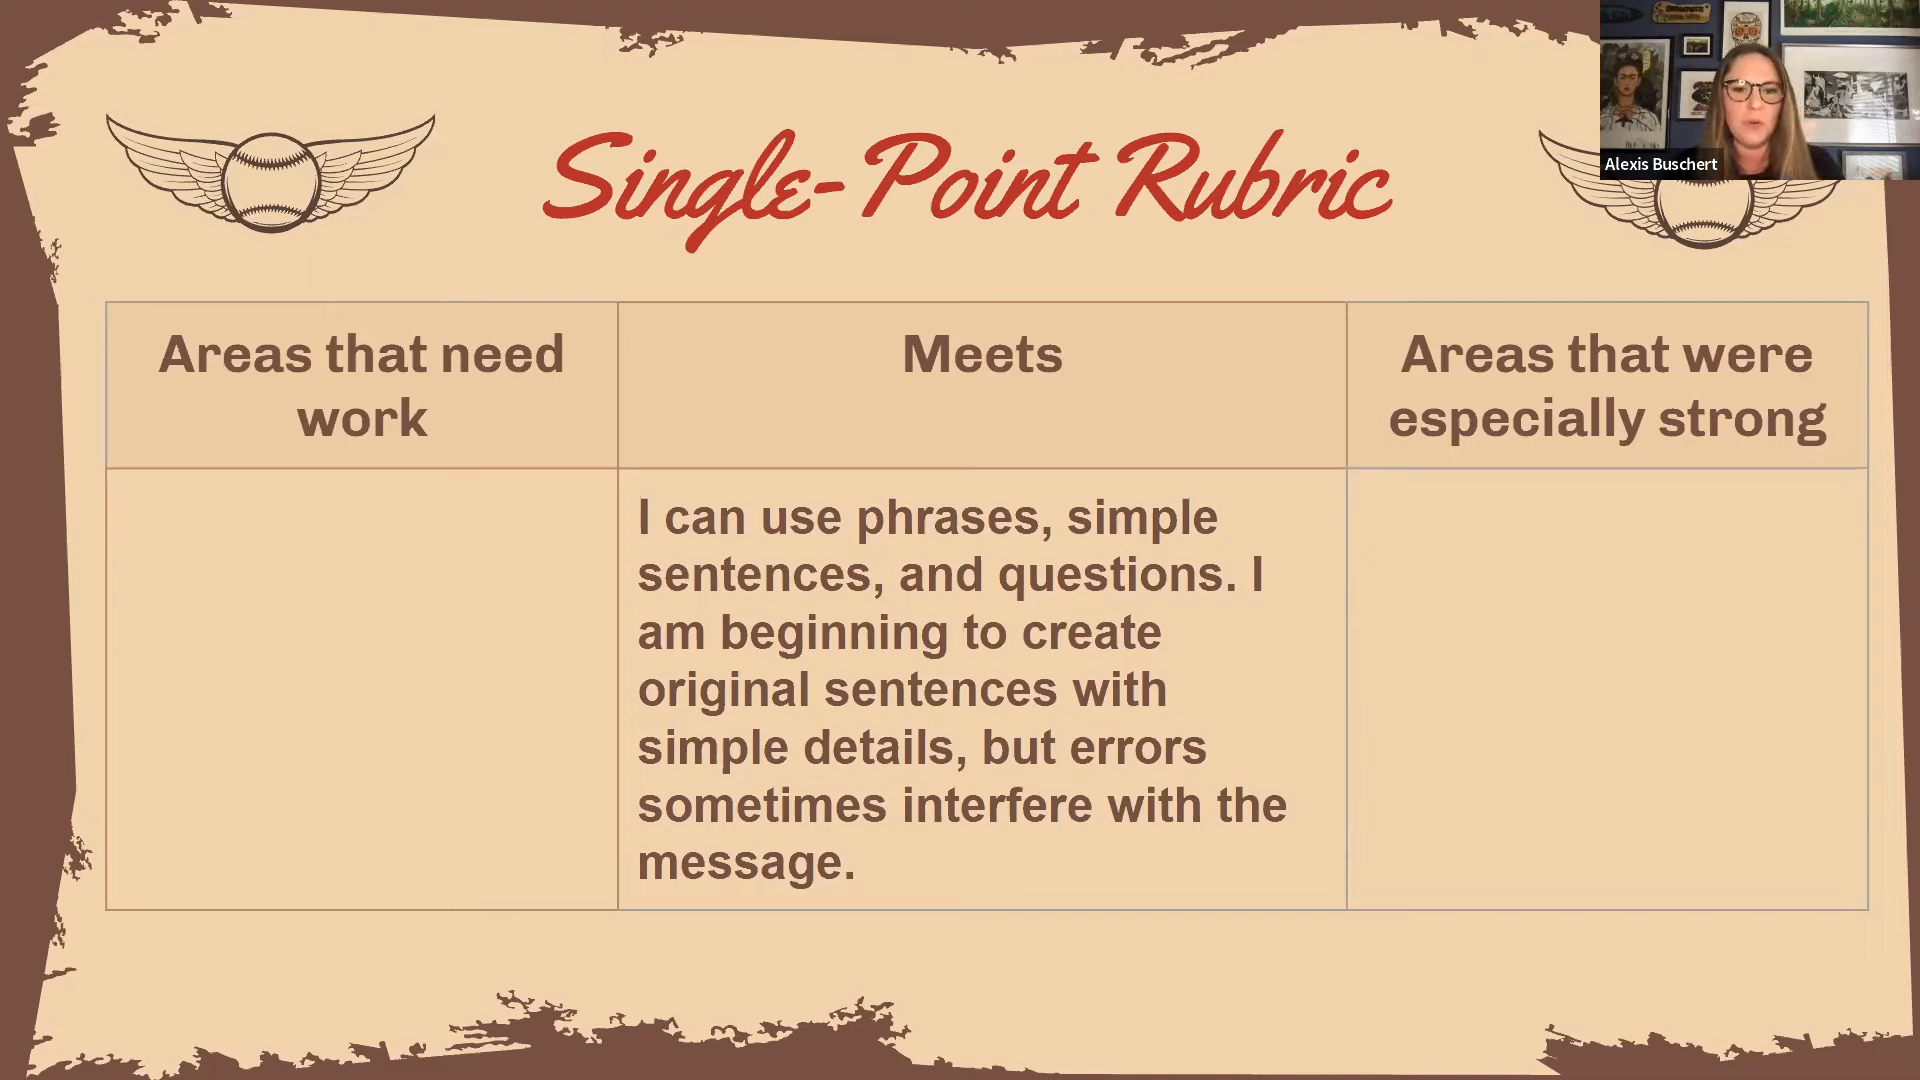 Single-Point Rubric
Alexis Buschert
Areas that need
work
Meets
Areas that were
especially strong
I can use phrases, simple
sentences, and questions. I
am beginning to create
original sentences with
simple details, but errors
sometimes interfere with the
message.